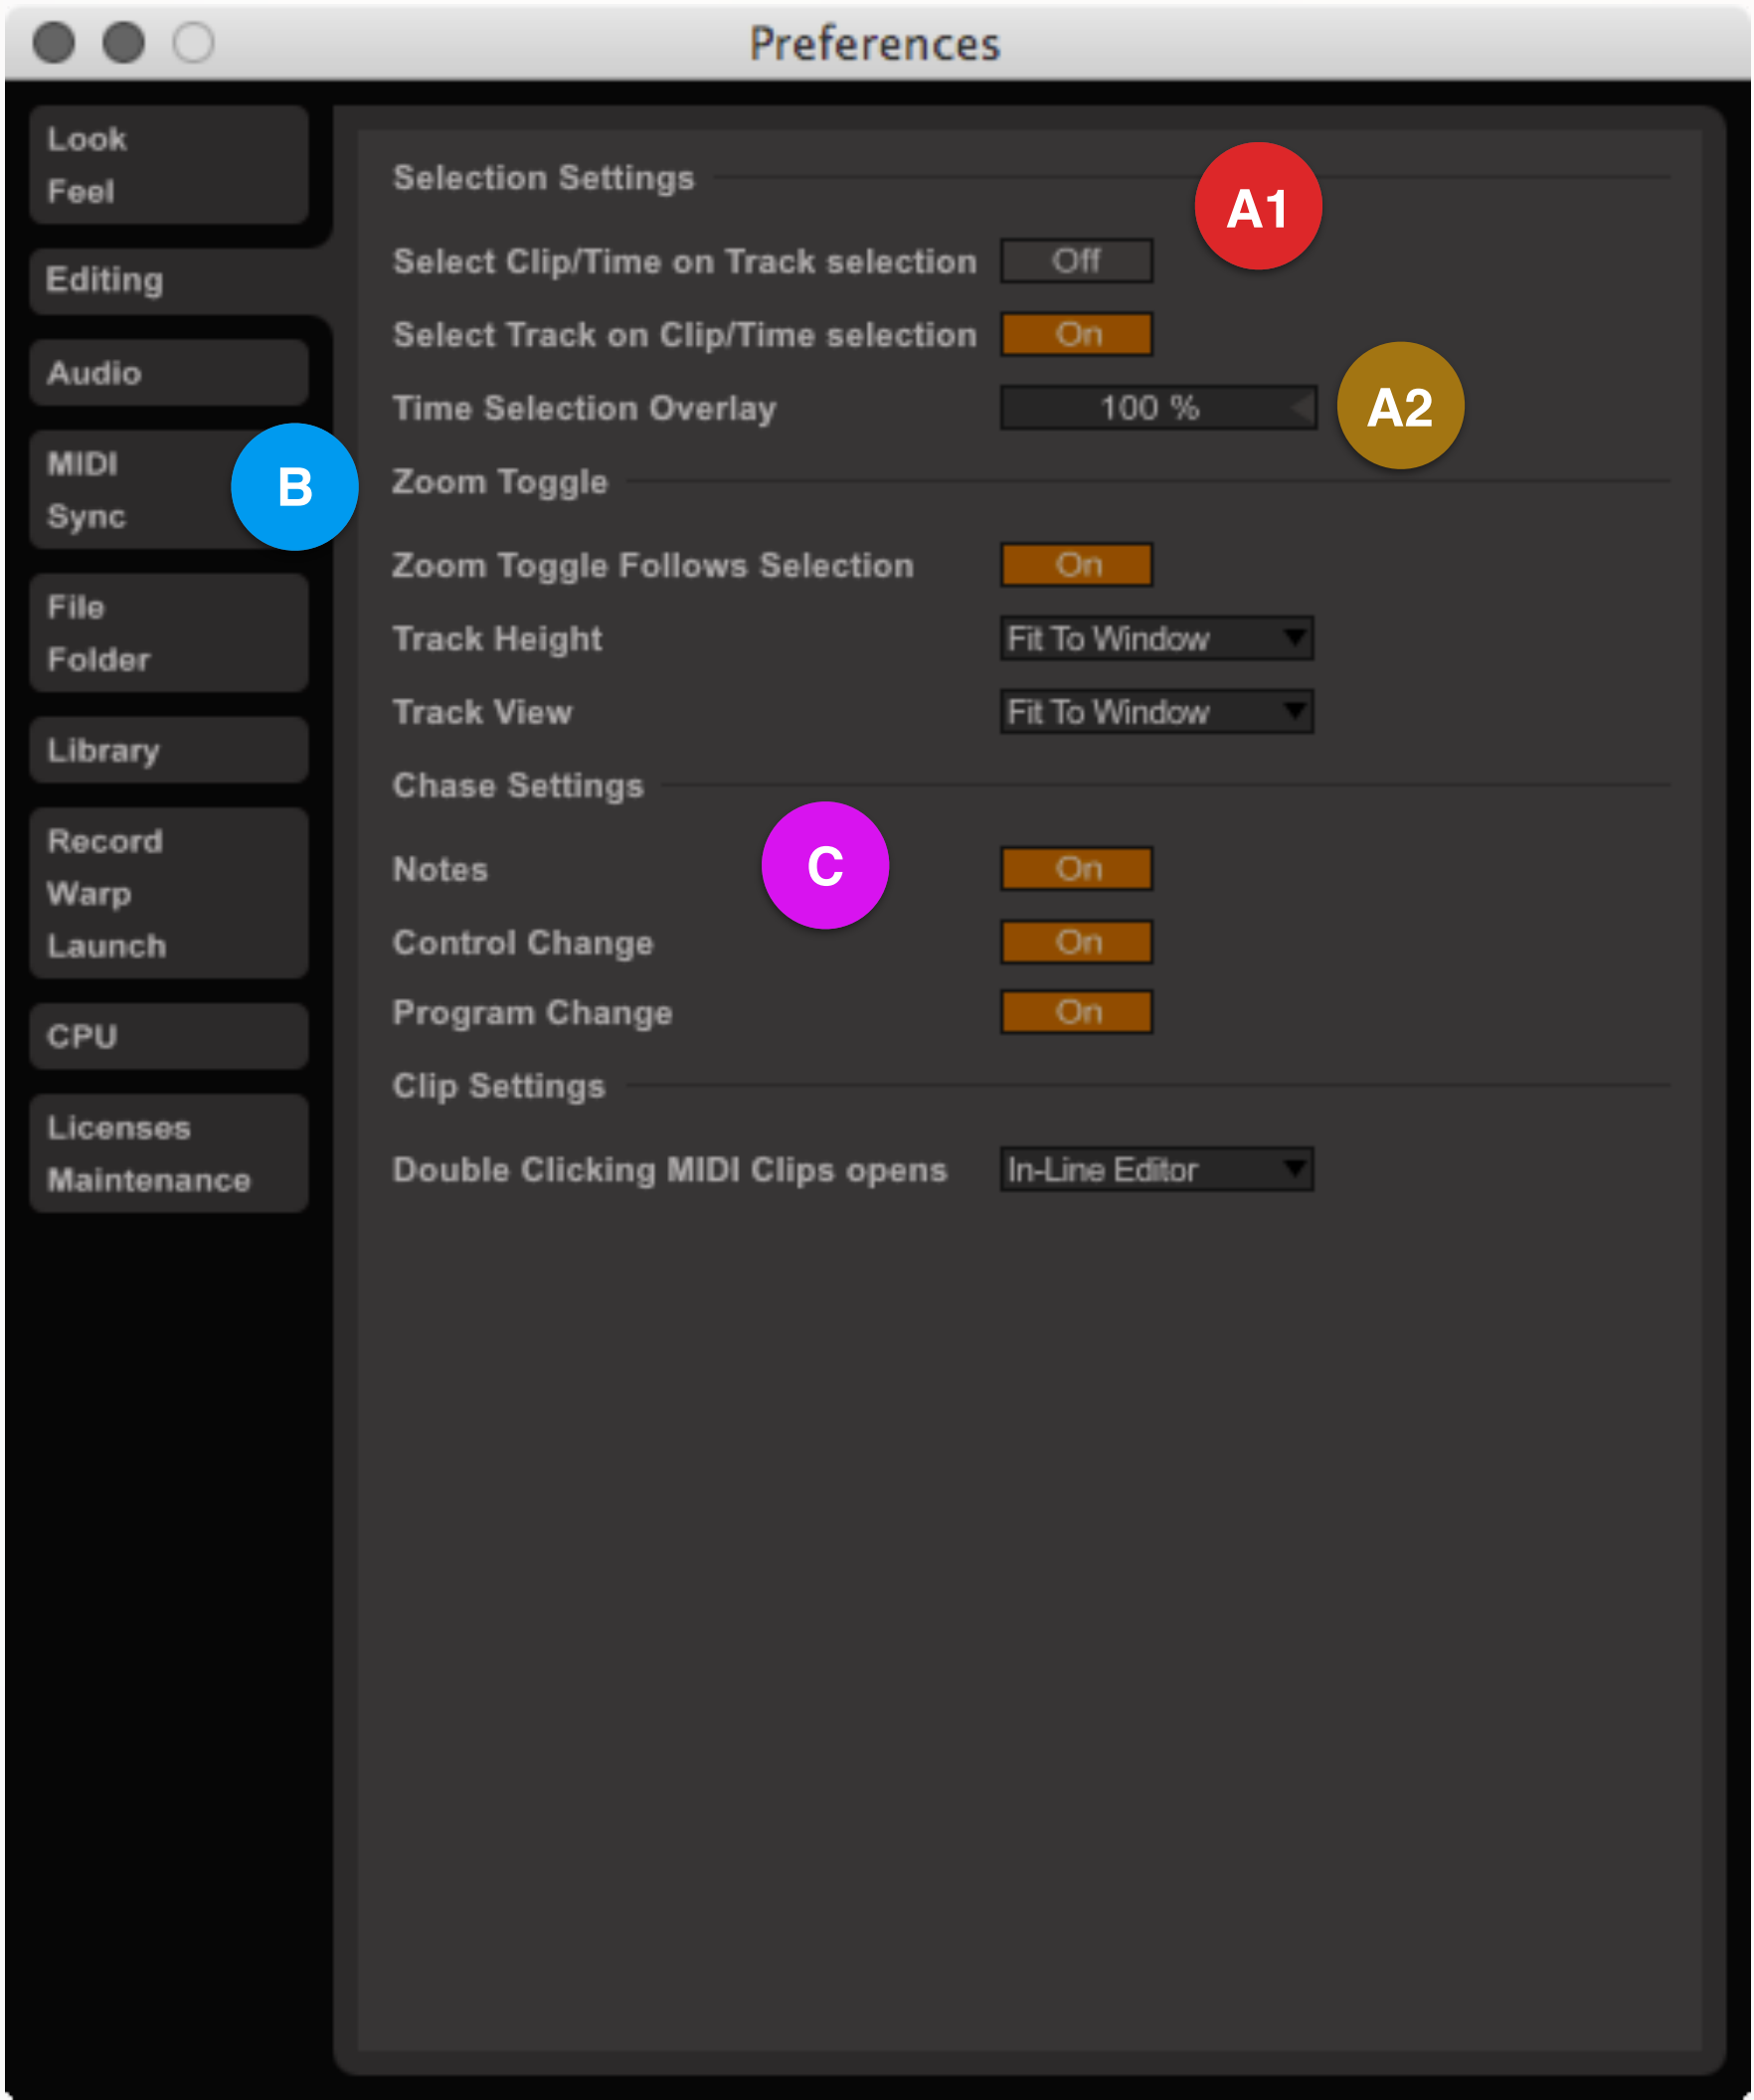 Preferences
Look
Feel
Editing
Audio
MIDI
Sync
B
File
Folder
Library
Record
Warp
Launch
CPU
Licenses
Maintenance
Selection Settings
A1
Select Clip/Time on Track selection Off
Select Track on Clip/Time selection On
Time Selection Overlay 100 % A2
Zoom Toggle
Zoom Toggle Follows Selection On
Track Height Fit To Window
Track View Fit To Window
Chase Settings
Notes C On
Control Change On
Program Change On
Clip Settings
Double Clicking MIDI Clips opens In-Line Editor